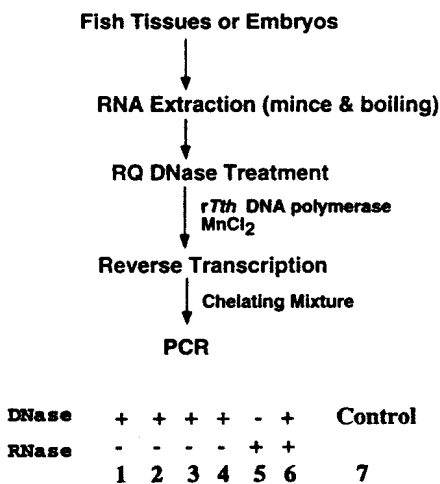 Fish Tissues or Embryos
RNA Extraction (mince & boiling)
RQ DNase Treatment
rTth DNA polymerase
MnCl2
Reverse Transcription
Chelating Mixture
PCR
DNase + + + + - + Control
RNase - - - - + +
1 2 3 4 5 6 7